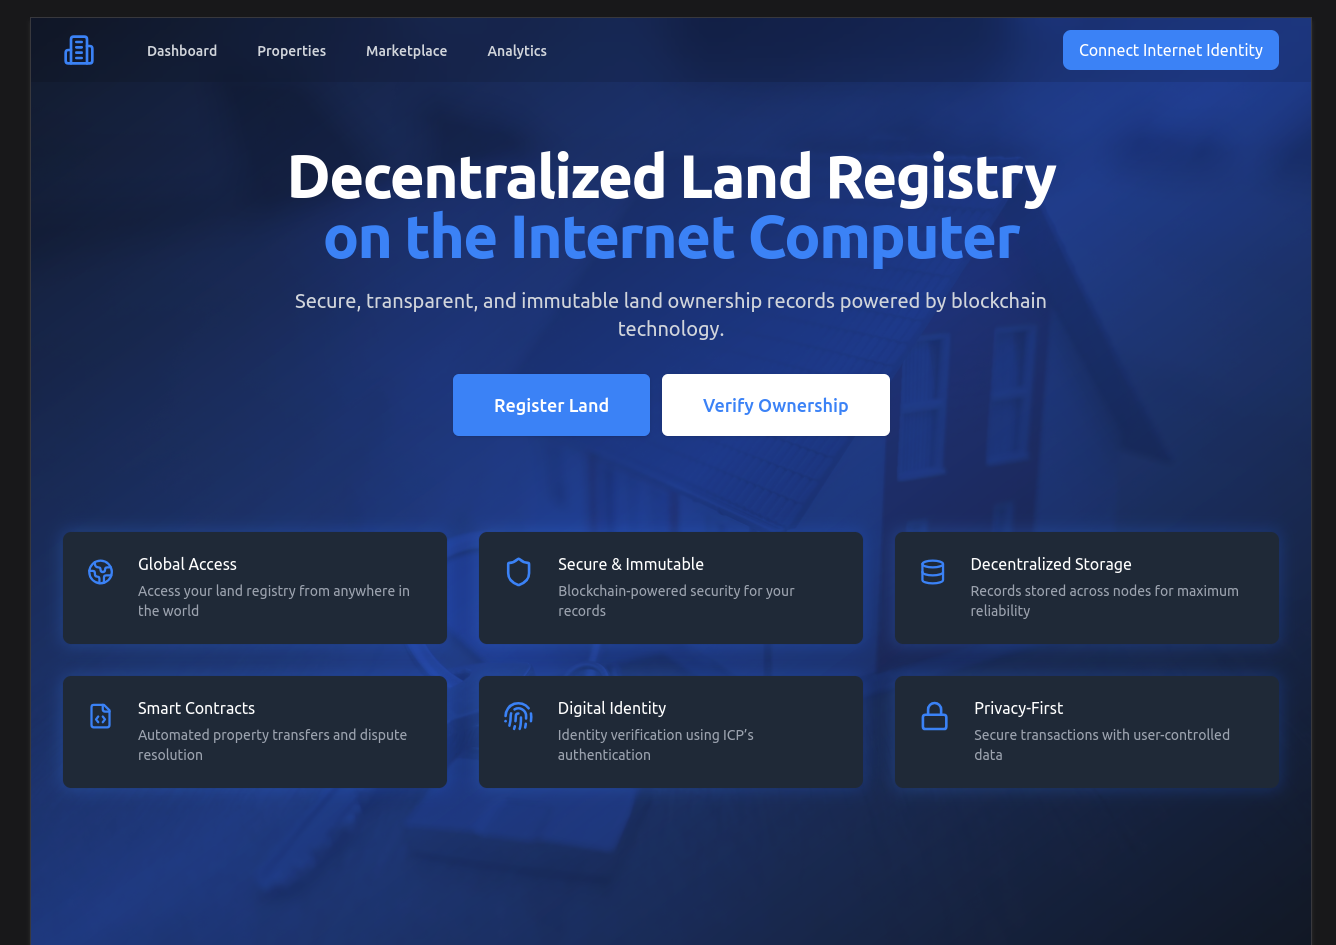 Dashboard Properties Marketplace Analytics Connect Internet Identity
Decentralized Land Registry
on the Internet Computer
Secure, transparent, and immutable land ownership records powered by blockchain
technology.
Register Land Verify Ownership
Global Access
Access your land registry from anywhere in
the world
Secure & Immutable
Blockchain-powered security for your
records
Decentralized Storage
Records stored across nodes for maximum
reliability
Smart Contracts
Automated property transfers and dispute
resolution
Digital Identity
Identity verification using ICP’s
authentication
Privacy-First
Secure transactions with user-controlled
data